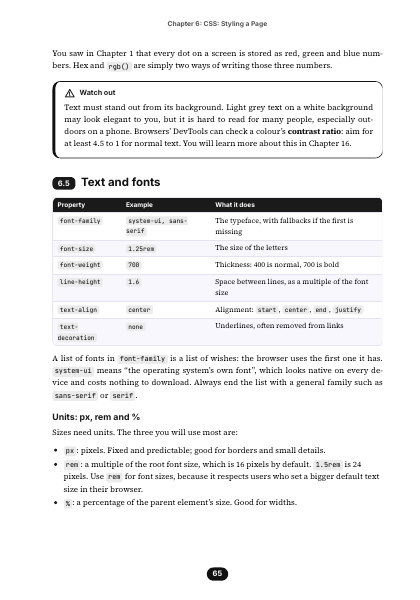 Chapter 6: CSS: Styling a Page
You saw in Chapter 1 that every dot on a screen is stored as red, green and blue num-
bers. Hex and rgb() are simply two ways of writing those three numbers.
Watch out
Text must stand out from its background. Light grey text on a white background
may look elegant to you, but it is hard to read for many people, especially out-
doors on a phone. Browsers' DevTools can check a colour's contrast ratio: aim for
at least 4.5 to 1 for normal text. You will learn more about this in Chapter 16.
6.5 Text and fonts
Property Example What it does
font-family system-ui, sans- The typeface, with fallbacks if the first is
serif missing
font-size 1.25rem The size of the letters
font-weight 700 Thickness: 400 is normal, 700 is bold
line-height 1.6 Space between lines, as a multiple of the font
size
text-align center Alignment: start, center, end, justify
text- none Underlines, often removed from links
decoration
A list of fonts in font-family is a list of wishes: the browser uses the first one it has.
system-ui means “the operating system's own font”, which looks native on every de-
vice and costs nothing to download. Always end the list with a general family such as
sans-serif or serif.
Units: px, rem and %
Sizes need units. The three you will use most are:
• px: pixels. Fixed and predictable; good for borders and small details.
• rem: a multiple of the root font size, which is 16 pixels by default. 1.5rem is 24
pixels. Use rem for font sizes, because it respects users who set a bigger default text
size in their browser.
• %: a percentage of the parent element's size. Good for widths.
65